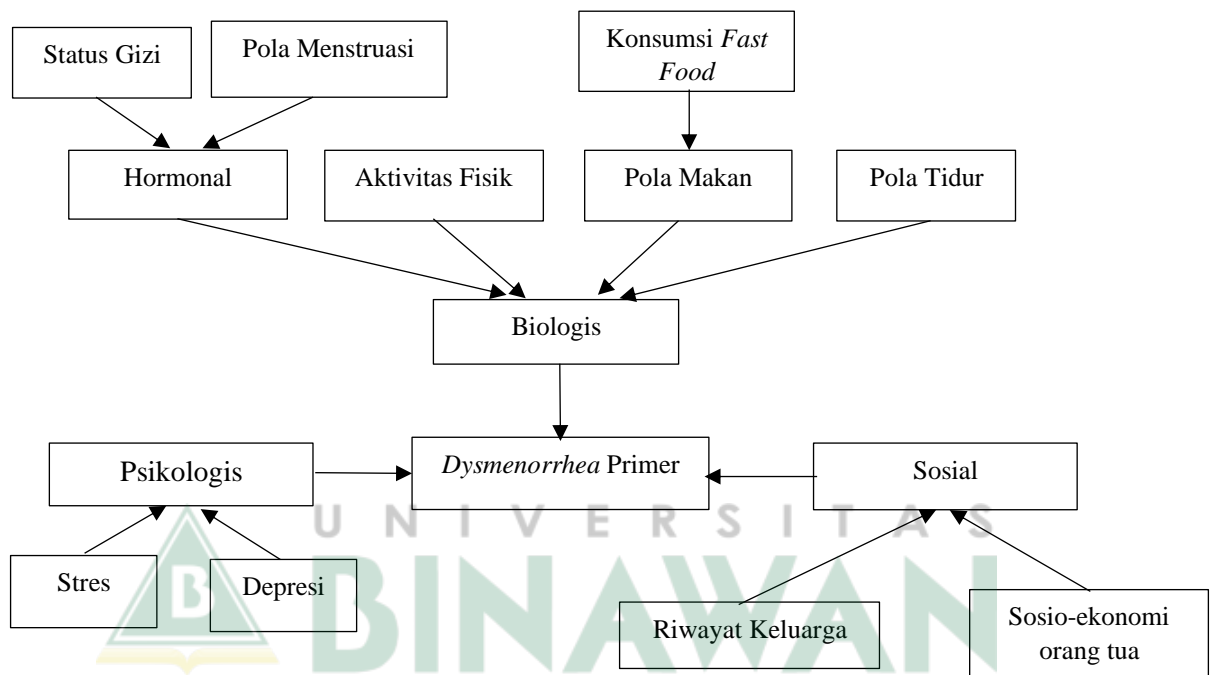 Status Gizi
Pola Menstruasi
Konsumsi Fast
Food
Hormonal
Aktivitas Fisik
Pola Makan
Pola Tidur
Biologis
Psikologis
Dysmenorrhea Primer
Sosial
UNIVERSITAS
B BINAWAN
Stres
Depresi
Riwayat Keluarga
Sosio-ekonomi
orang tua